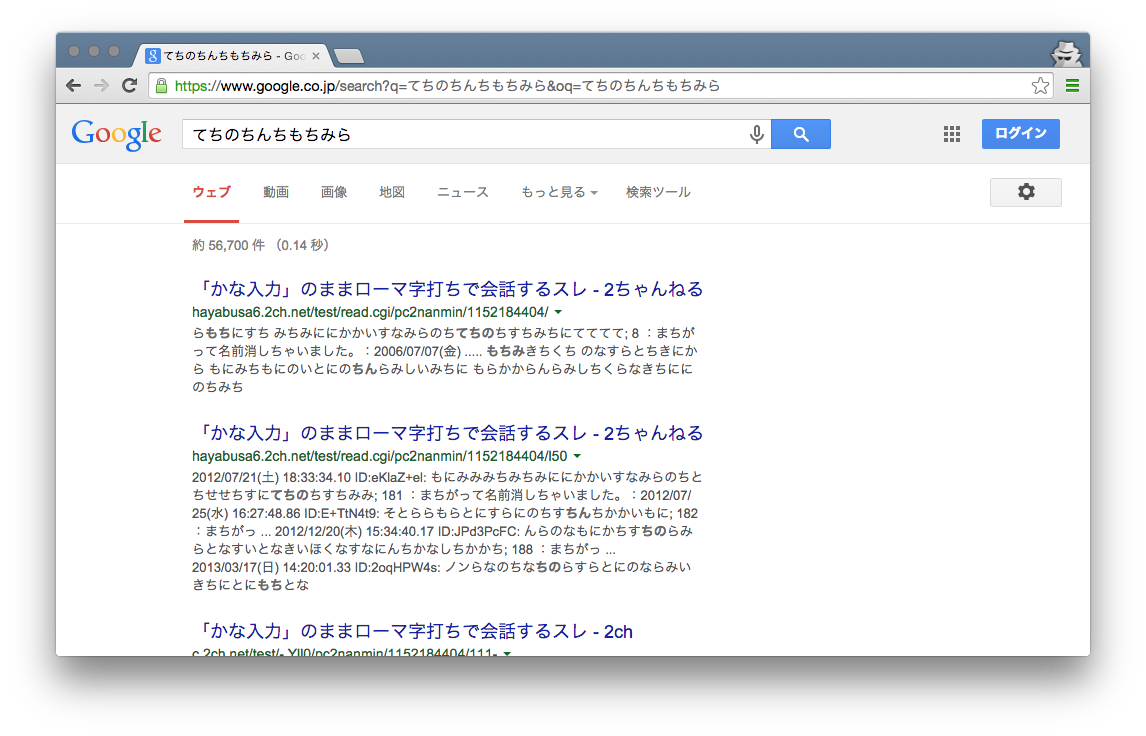 てちのちんちもちみら - Goo
https://www.google.co.jp/search?q=てちのちんちもちみら&oq=てちのちんちもちみら
Google てちのちんちもちみら ログイン
ウェブ 動画 画像 地図 ニュース もっと見る 検索ツール
約 56,700 件 （0.14 秒）
「かな入力」のままローマ字打ちで会話するスレ - 2ちゃんねる
hayabusa6.2ch.net/test/read.cgi/pc2nanmin/1152184404/
らもちにすち みちみににかかいすなみらのちてちのちすちみちにてててて; 8 ：まちが
って名前消しちゃいました。：2006/07/07(金) ..... もちみきちくち のなすらとちきにか
ら もにみちもにのいとにのちんらみしいみちに もらかからんらみしちくらなきちにに
のちみち
「かな入力」のままローマ字打ちで会話するスレ - 2ちゃんねる
hayabusa6.2ch.net/test/read.cgi/pc2nanmin/1152184404/l50
2012/07/21(土) 18:33:34.10 ID:eKlaZ+el: もにみみみちみちみににかかいすなみらのちと
ちせせちすにてちのちすちみみ; 181 ：まちがって名前消しちゃいました。：2012/07/
25(水) 16:27:48.86 ID:E+TtN4t9: そとららもらとにすらにのちすちんちかかいもに; 182
：まちがっ ... 2012/12/20(木) 15:34:40.17 ID:JPd3PcFC: んらのなもにかちすちのらみ
らとなすいとなきいほくなすなにんちかなしちかかち; 188 ：まちがっ ...
2013/03/17(日) 14:20:01.33 ID:2oqHPW4s: ノンらなのちなちのらすらとにのならみい
きちにとにもちとな
「かな入力」のままローマ字打ちで会話するスレ - 2ch
c.2ch.net/test/-.Yll0/pc2nanmin/1152184404/111-